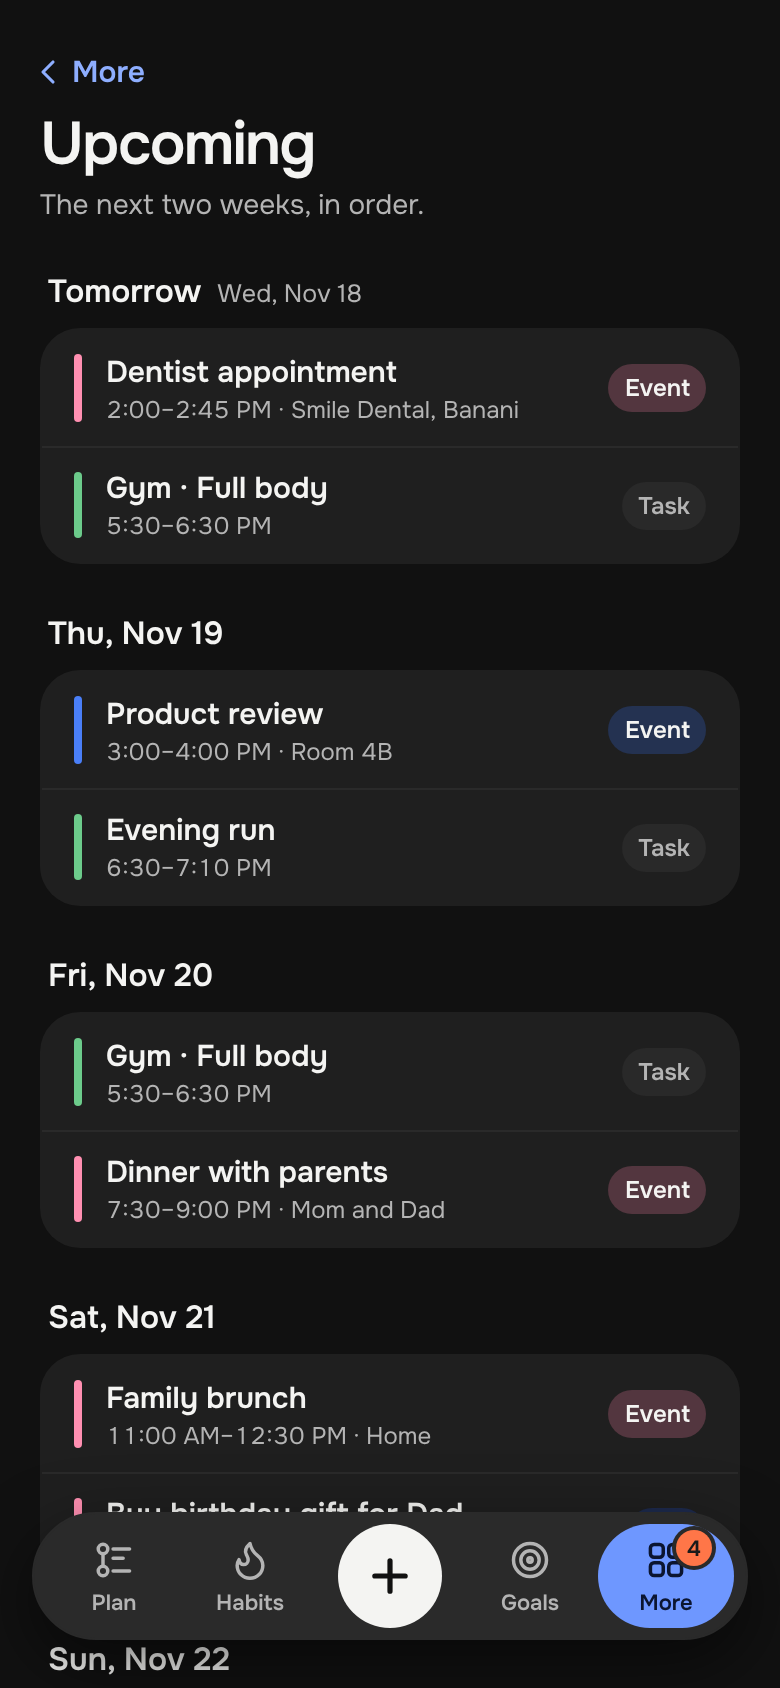 More
Upcoming
The next two weeks, in order.
Tomorrow Wed, Nov 18
Dentist appointment
2:00–2:45 PM · Smile Dental, Banani
Event
Gym · Full body
5:30–6:30 PM
Task
Thu, Nov 19
Product review
3:00–4:00 PM · Room 4B
Event
Evening run
6:30–7:10 PM
Task
Fri, Nov 20
Gym · Full body
5:30–6:30 PM
Task
Dinner with parents
7:30–9:00 PM · Mom and Dad
Event
Sat, Nov 21
Family brunch
11:00 AM–12:30 PM · Home
Event
Buy birthday gift for Dad
Plan
Habits
Goals
4
More
Sun, Nov 22